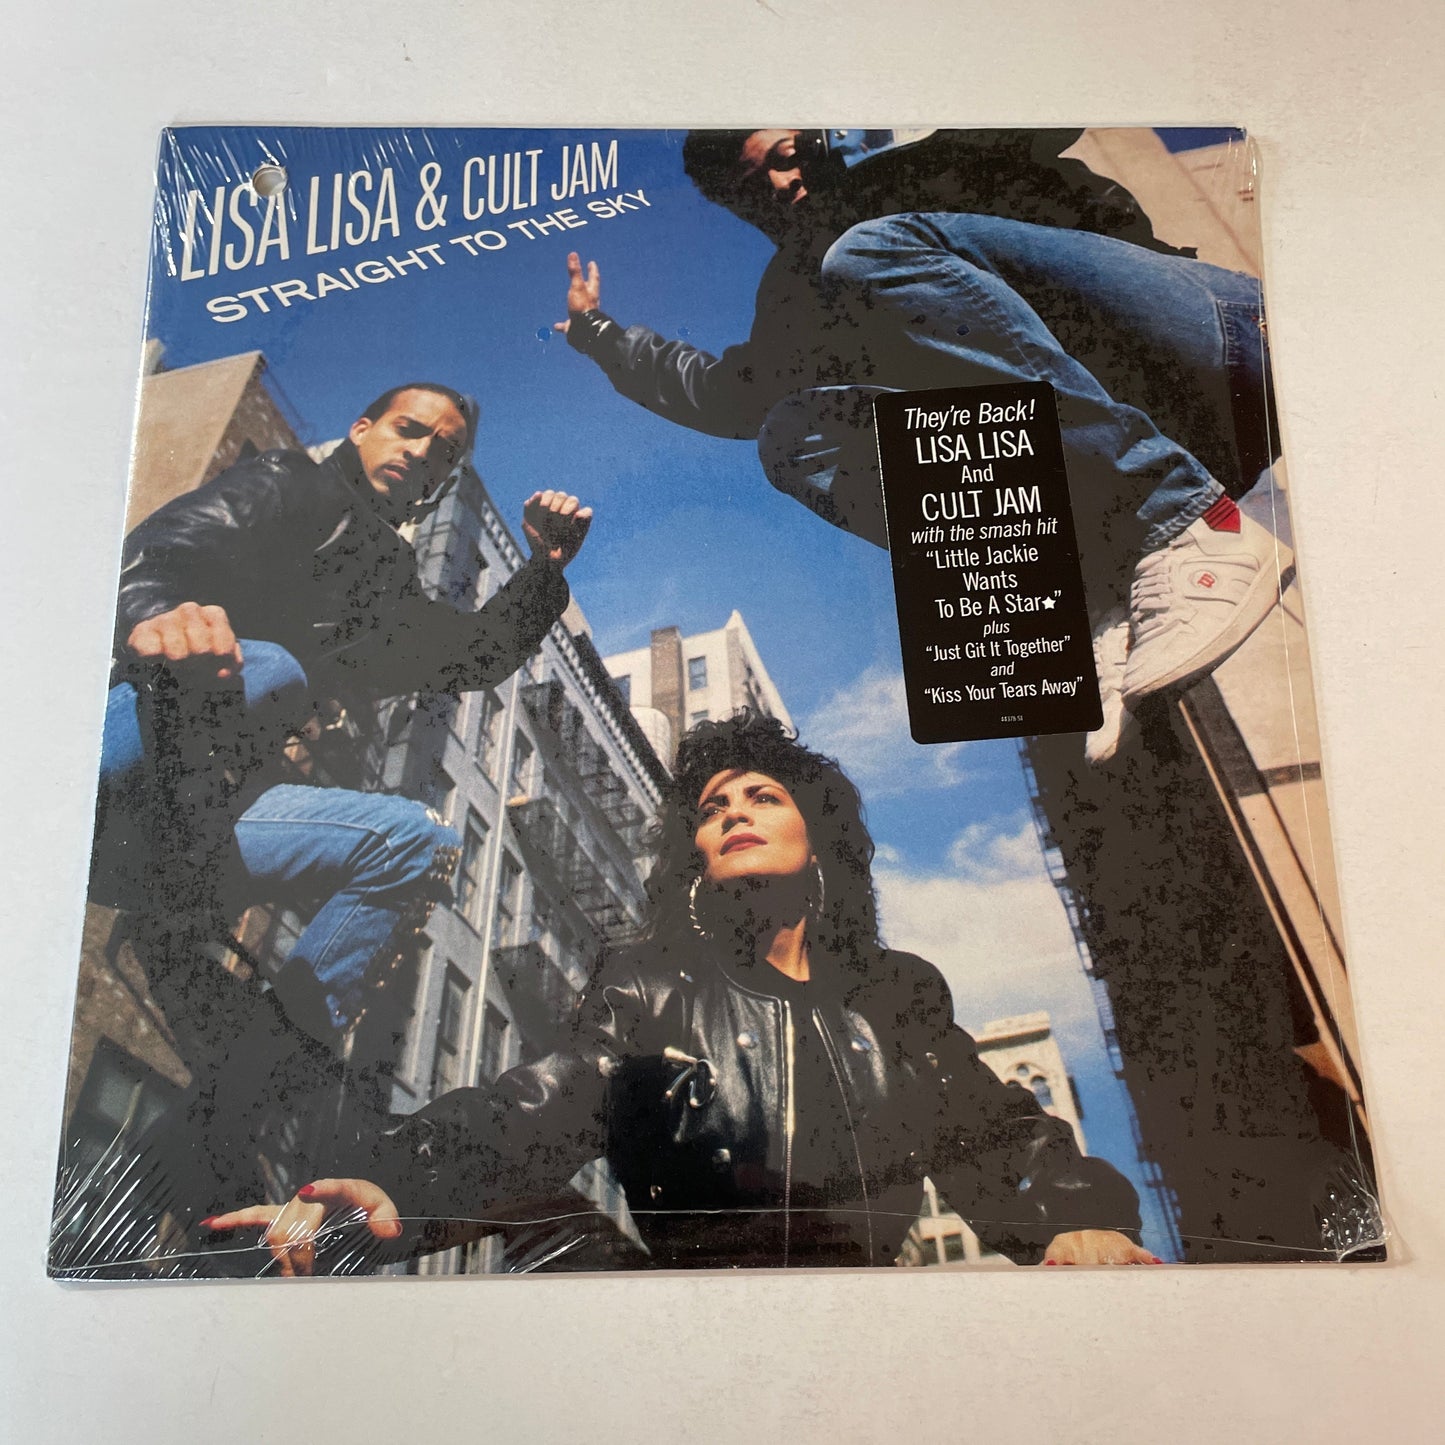 LISA LISA & CULT JAM
STRAIGHT TO THE SKY
They're Back!
LISA LISA
And
CULT JAM
with the smash hit
“Little Jackie
Wants
To Be A Star★”
plus
“Just Git It Together”
and
“Kiss Your Tears Away”